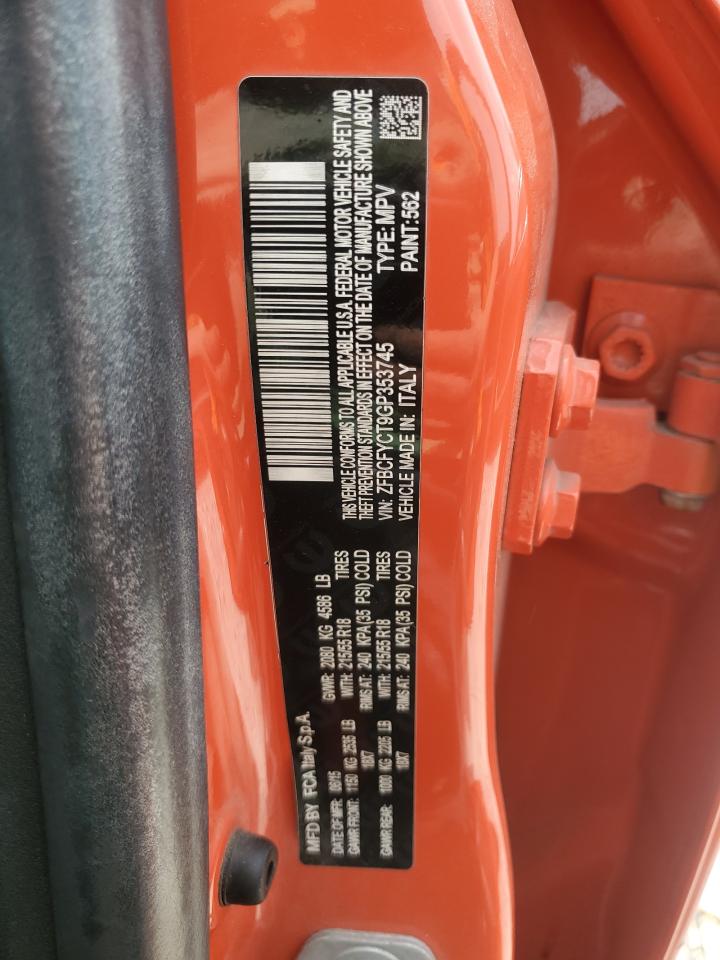 MFD BY FCA Italy S.p.A.
DATE OF MFR: 06/15 GVWR: 2080 KG 4586 LB
GAWR FRONT: 1150 KG 2535 LB WITH: 215/55 R18 TIRES
18X7 RIMS AT: 240 KPA(35 PSI) COLD
GAWR REAR: 1000 KG 2205 LB WITH: 215/55 R18 TIRES
18X7 RIMS AT: 240 KPA(35 PSI) COLD
THIS VEHICLE CONFORMS TO ALL APPLICABLE U.S.A. FEDERAL MOTOR VEHICLE SAFETY AND
THEFT PREVENTION STANDARDS IN EFFECT ON THE DATE OF MANUFACTURE SHOWN ABOVE
VIN: ZFBCFYCT9GP353745 TYPE: MPV
VEHICLE MADE IN: ITALY PAINT: 562